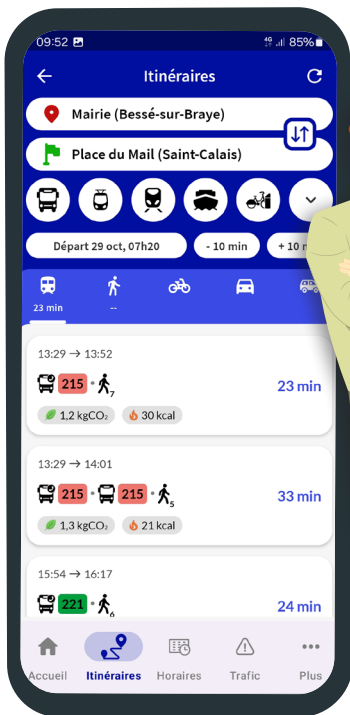 09:52 4G 85%
Itinéraires
Mairie (Bessé-sur-Braye)
Place du Mail (Saint-Calais)
Départ 29 oct, 07h20 - 10 min + 10
23 min --
13:29 → 13:52
215 · 7 23 min
1,2 kgCO₂ 30 kcal
13:29 → 14:01
215 · 215 · 5 33 min
1,3 kgCO₂ 21 kcal
15:54 → 16:17
221 · 6 24 min
Accueil Itinéraires Horaires Trafic Plus